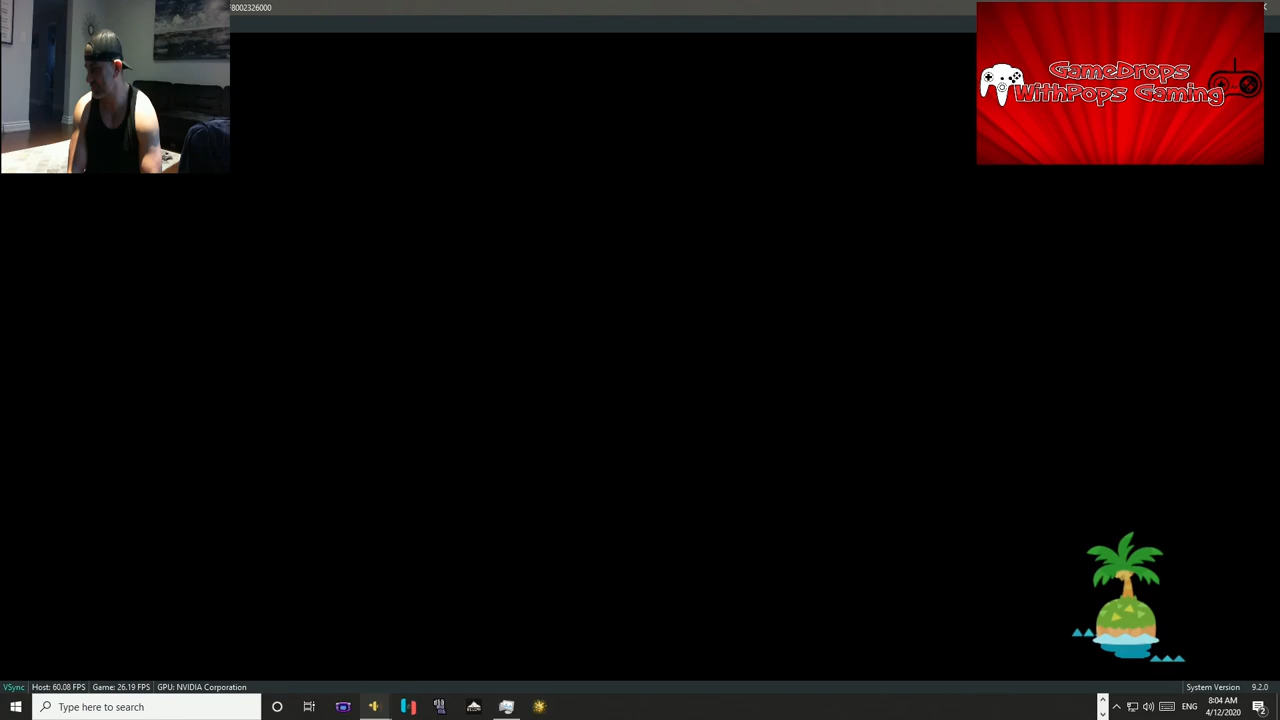 8002326000
GameDrops
WithPops Gaming
VSync Host: 60.08 FPS Game: 26.19 FPS GPU: NVIDIA Corporation
System Version 9.2.0
Type here to search
ENG
8:04 AM
4/12/2020
2